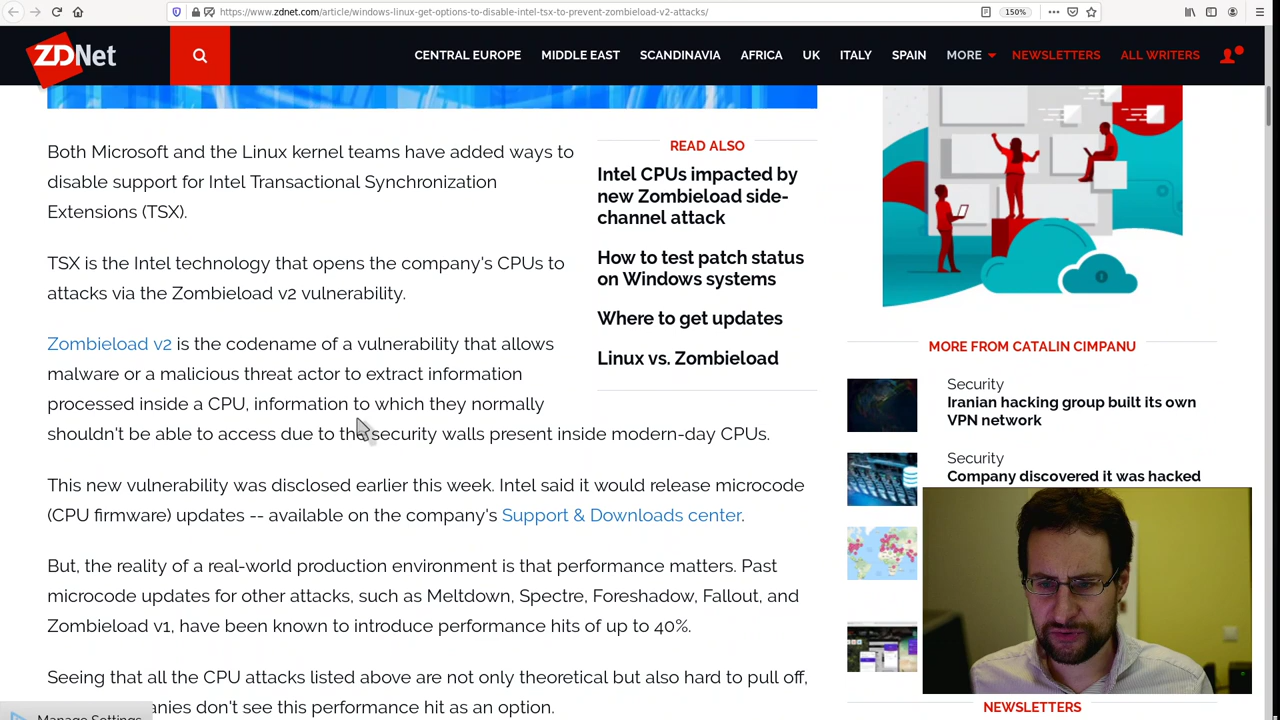 https://www.zdnet.com/article/windows-linux-get-options-to-disable-intel-tsx-to-prevent-zombieload-v2-attacks/
150%
ZDNet
CENTRAL EUROPE
MIDDLE EAST
SCANDINAVIA
AFRICA
UK
ITALY
SPAIN
MORE
NEWSLETTERS
ALL WRITERS
Both Microsoft and the Linux kernel teams have added ways to
disable support for Intel Transactional Synchronization
Extensions (TSX).
TSX is the Intel technology that opens the company's CPUs to
attacks via the Zombieload v2 vulnerability.
Zombieload v2 is the codename of a vulnerability that allows
malware or a malicious threat actor to extract information
processed inside a CPU, information to which they normally
shouldn't be able to access due to the security walls present inside modern-day CPUs.
This new vulnerability was disclosed earlier this week. Intel said it would release microcode
(CPU firmware) updates -- available on the company's Support & Downloads center.
But, the reality of a real-world production environment is that performance matters. Past
microcode updates for other attacks, such as Meltdown, Spectre, Foreshadow, Fallout, and
Zombieload v1, have been known to introduce performance hits of up to 40%.
Seeing that all the CPU attacks listed above are not only theoretical but also hard to pull off,
don't see this performance hit as an option.
Manage Settings
READ ALSO
Intel CPUs impacted by
new Zombieload side-
channel attack
How to test patch status
on Windows systems
Where to get updates
Linux vs. Zombieload
MORE FROM CATALIN CIMPANU
Security
Iranian hacking group built its own
VPN network
Security
Company discovered it was hacked
NEWSLETTERS